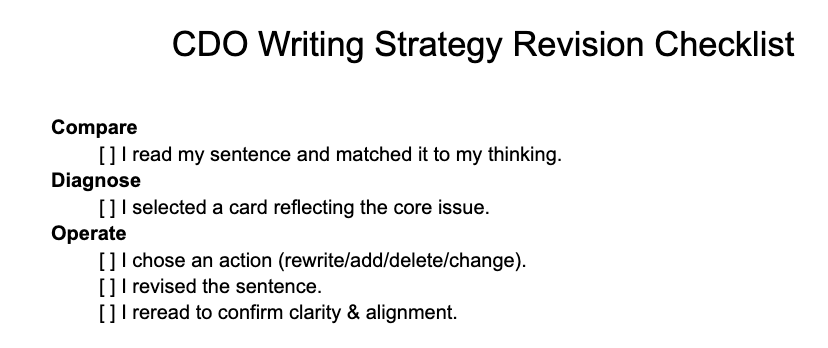 CDO Writing Strategy Revision Checklist
Compare
[ ] I read my sentence and matched it to my thinking.
Diagnose
[ ] I selected a card reflecting the core issue.
Operate
[ ] I chose an action (rewrite/add/delete/change).
[ ] I revised the sentence.
[ ] I reread to confirm clarity & alignment.